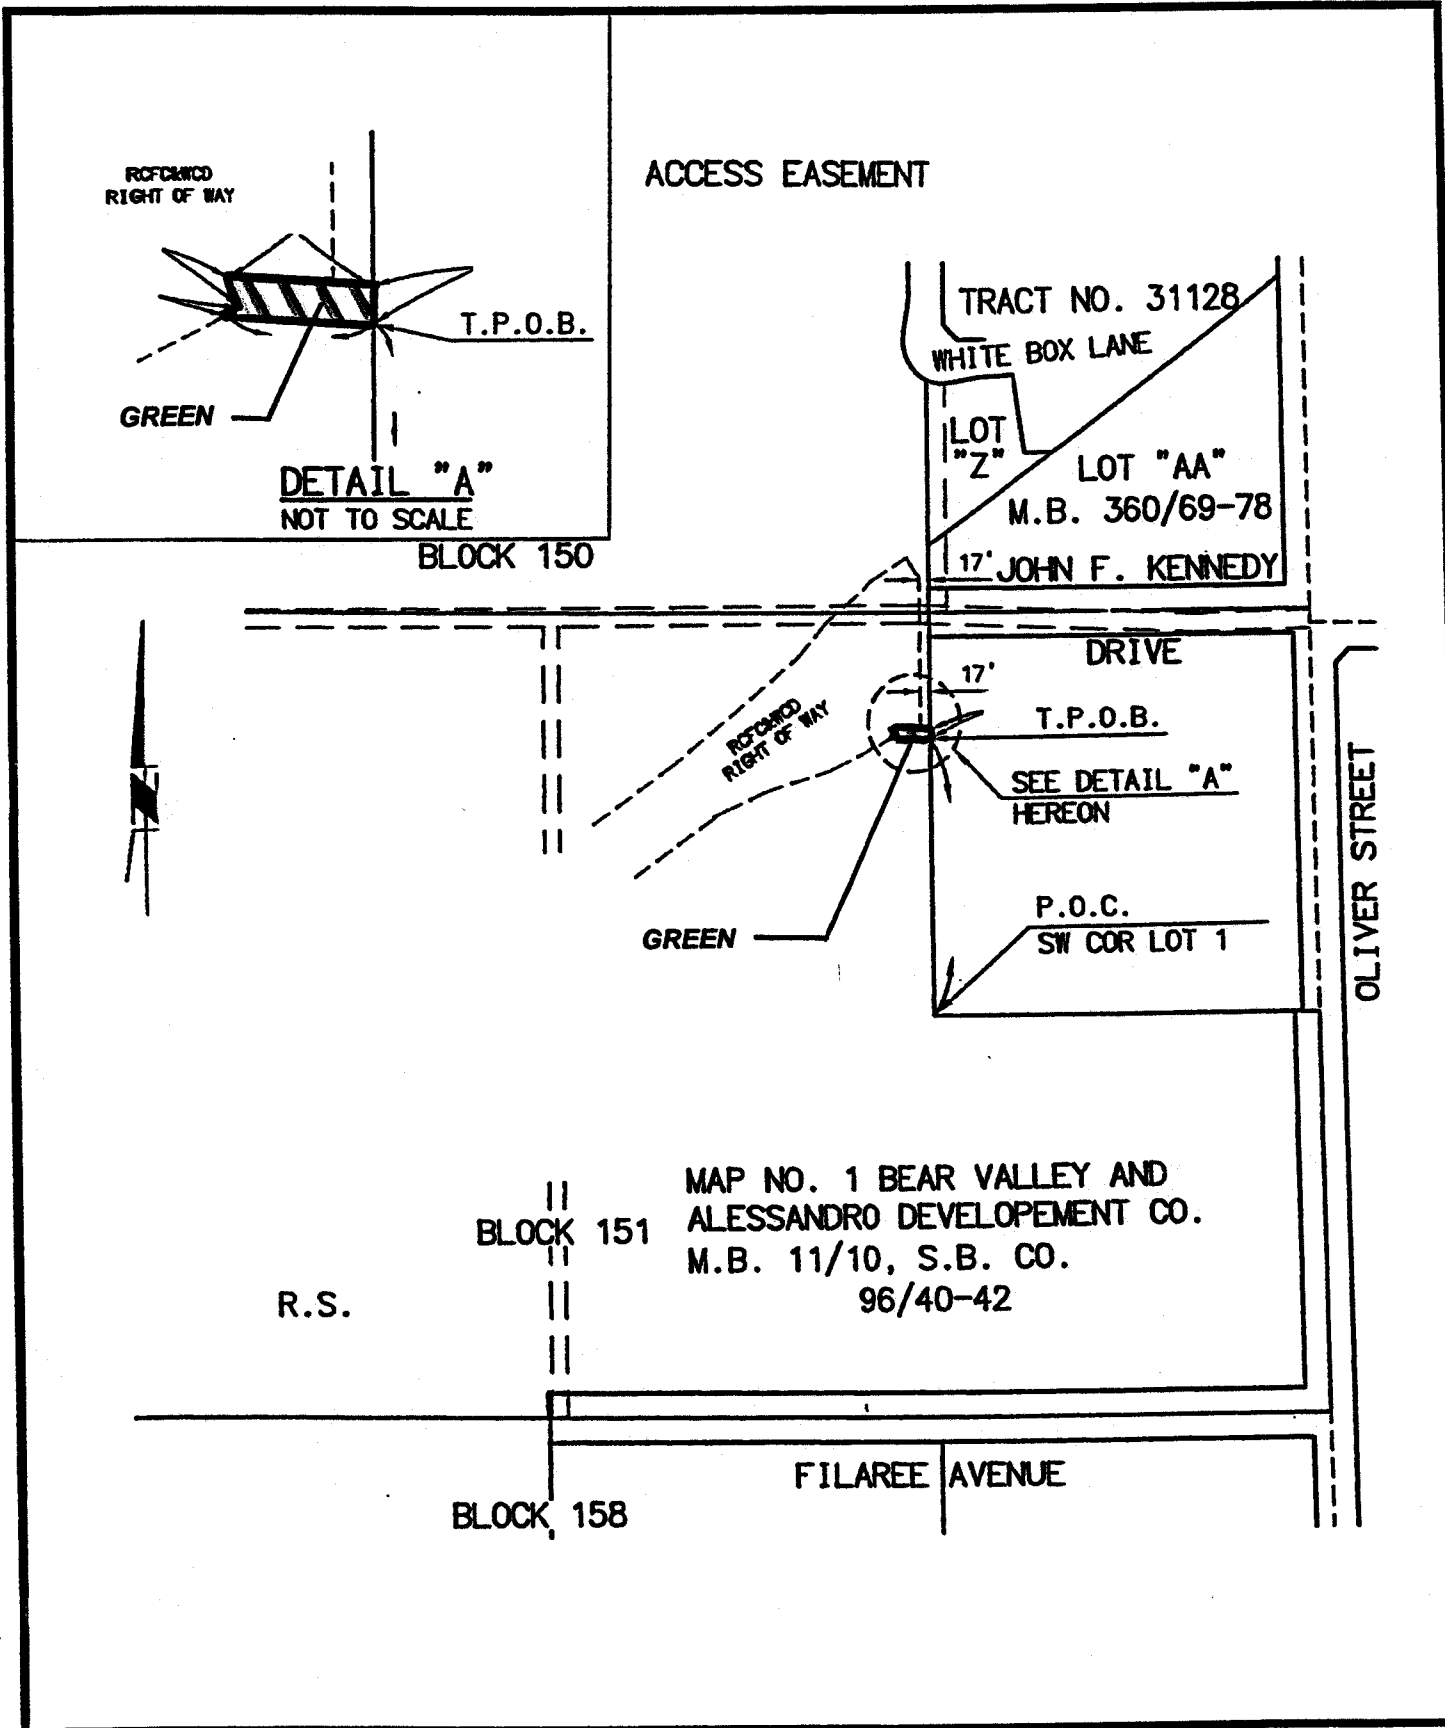 RCFC&WCD
RIGHT OF WAY
T.P.O.B.
GREEN
DETAIL "A"
NOT TO SCALE
ACCESS EASEMENT
TRACT NO. 31128
WHITE BOX LANE
LOT
"Z"
LOT "AA"
M.B. 360/69-78
BLOCK 150
17'
JOHN F. KENNEDY
DRIVE
17'
RCFC&WCD
RIGHT OF WAY
T.P.O.B.
SEE DETAIL "A"
HEREON
OLIVER STREET
N
GREEN
P.O.C.
SW COR LOT 1
MAP NO. 1 BEAR VALLEY AND
ALESSANDRO DEVELOPEMENT CO.
M.B. 11/10, S.B. CO.
96/40-42
BLOCK 151
R.S.
FILAREE AVENUE
BLOCK 158